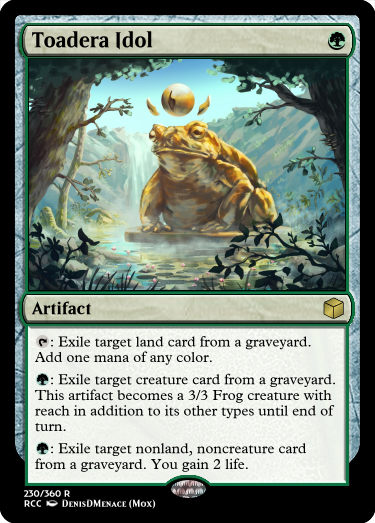 Toadera Idol
Artifact
: Exile target land card from a graveyard.
Add one mana of any color.
: Exile target creature card from a graveyard.
This artifact becomes a 3/3 Frog creature with
reach in addition to its other types until end of
turn.
: Exile target nonland, noncreature card
from a graveyard. You gain 2 life.
230/360 R
RCC DenisDMenace (Mox)